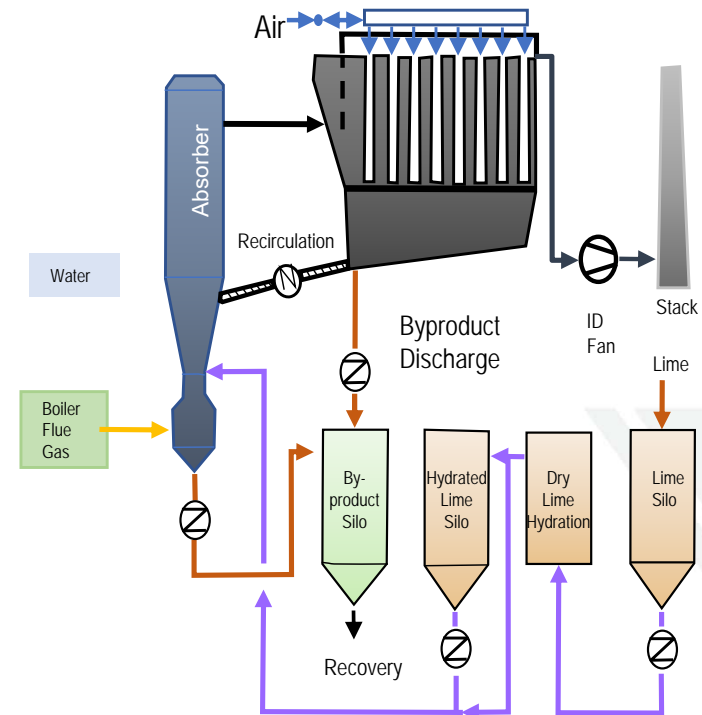 Air
Absorber
Recirculation
Water
Byproduct
Discharge
ID
Fan
Stack
Lime
Boiler
Flue
Gas
By-
product
Silo
Hydrated
Lime
Silo
Dry
Lime
Hydration
Lime
Silo
Recovery